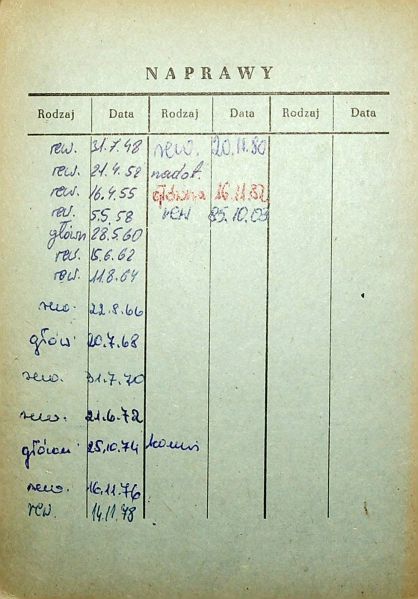 NAPRAWY
Rodzaj Data Rodzaj Data Rodzaj Data
rew. 31.7.48 rew. 20.11.80
rew. 21.4.52 nadot.
rew. 16.4.55 główna 16.11.82
rew. 5.5.58 rew 25.10.03
główn 28.5.60
rew. 15.6.62
rew. 11.8.64
rew. 22.8.66
głów 20.7.68
rew. 31.7.70
rew. 21.6.72
główn 25.10.74
rew. 16.11.76
rew. 14.11.78